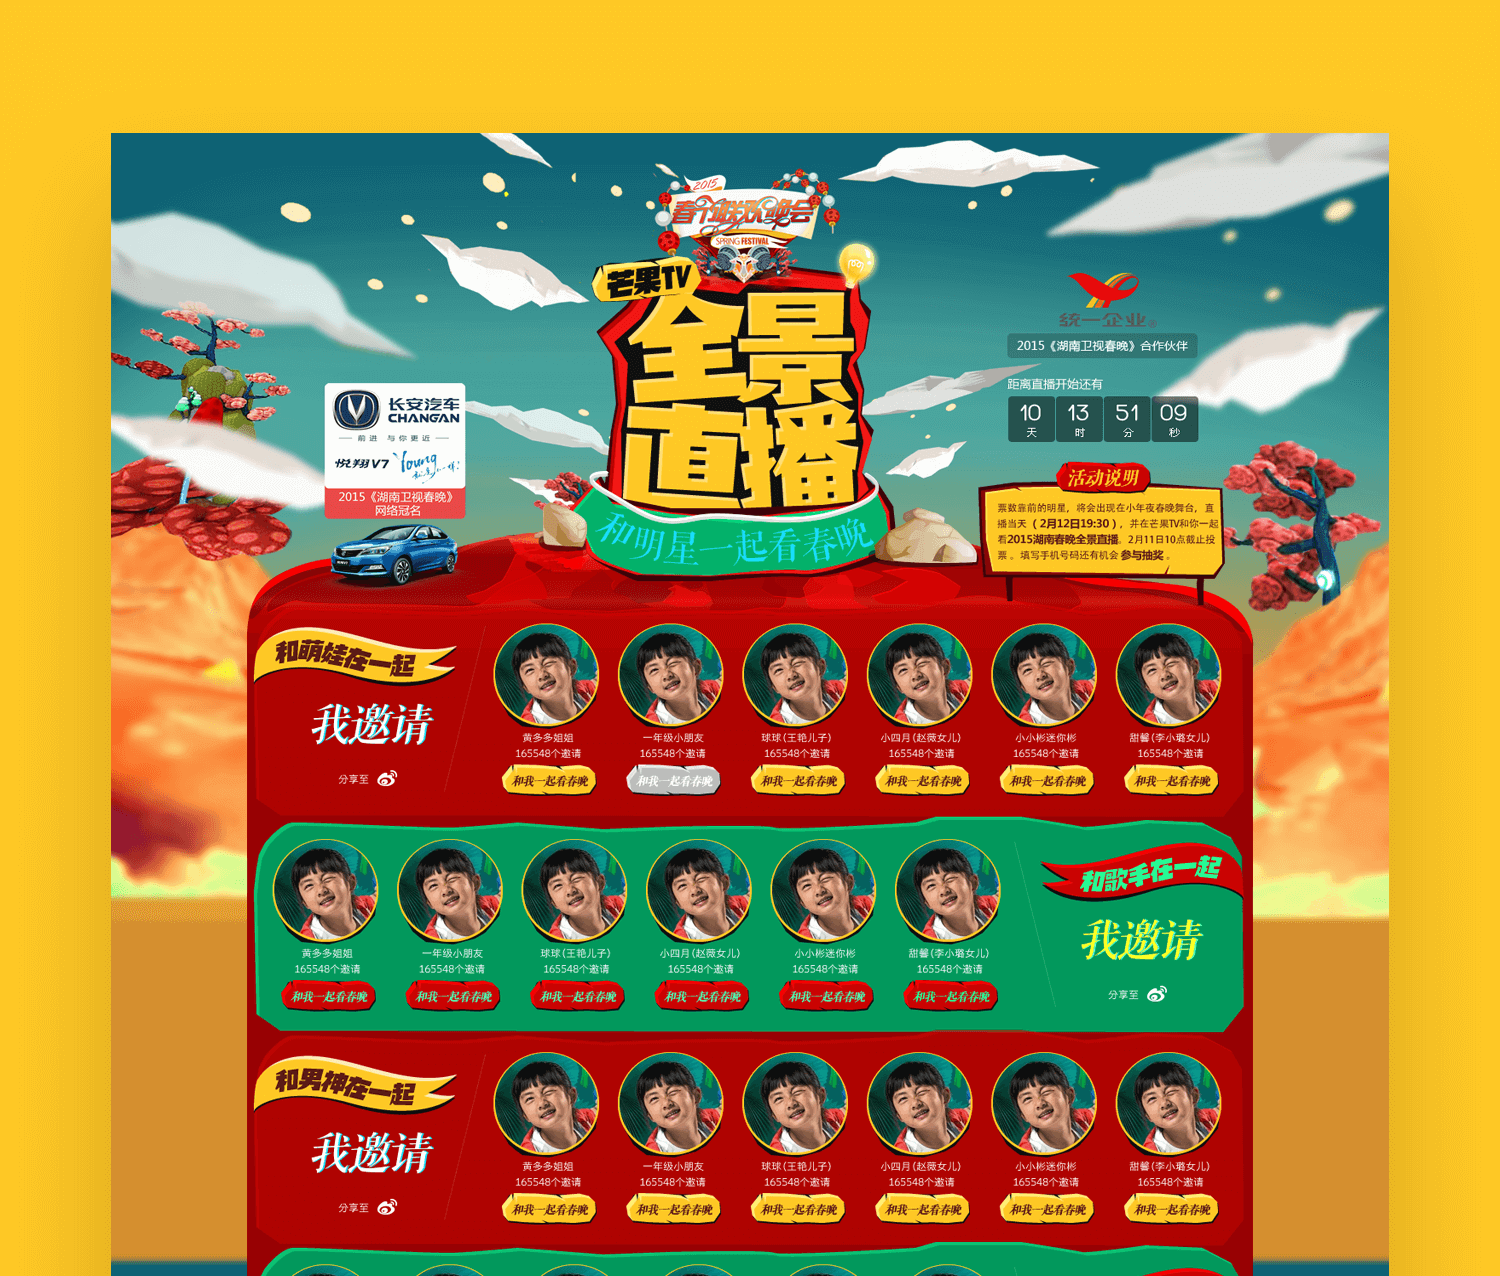 2015
春节联欢晚会
SPRING FESTIVAL
芒果TV
全景
直播
和明星一起看春晚
长安汽车
CHANGAN
前进 与你更近
悦翔V7 Young
2015《湖南卫视春晚》
网络冠名
统一企业®
2015《湖南卫视春晚》合作伙伴
距离直播开始还有
10 13 51 09
天 时 分 秒
活动说明
票数靠前的明星，将会出现在小年夜春晚舞台，直
播当天（2月12日19:30），并在芒果TV和你一起
看2015湖南春晚全景直播。2月11日10点截止投
票 。填写手机号码还有机会 参与抽奖 。
和萌娃在一起
我邀请
分享至
黄多多姐姐 一年级小朋友 球球(王艳儿子) 小四月(赵薇女儿) 小小彬迷你彬 甜馨(李小璐女儿)
165548个邀请 165548个邀请 165548个邀请 165548个邀请 165548个邀请 165548个邀请
和我一起看春晚 和我一起看春晚 和我一起看春晚 和我一起看春晚 和我一起看春晚 和我一起看春晚
和歌手在一起
我邀请
分享至
黄多多姐姐 一年级小朋友 球球(王艳儿子) 小四月(赵薇女儿) 小小彬迷你彬 甜馨(李小璐女儿)
165548个邀请 165548个邀请 165548个邀请 165548个邀请 165548个邀请 165548个邀请
和我一起看春晚 和我一起看春晚 和我一起看春晚 和我一起看春晚 和我一起看春晚 和我一起看春晚
和男神在一起
我邀请
分享至
黄多多姐姐 一年级小朋友 球球(王艳儿子) 小四月(赵薇女儿) 小小彬迷你彬 甜馨(李小璐女儿)
165548个邀请 165548个邀请 165548个邀请 165548个邀请 165548个邀请 165548个邀请
和我一起看春晚 和我一起看春晚 和我一起看春晚 和我一起看春晚 和我一起看春晚 和我一起看春晚